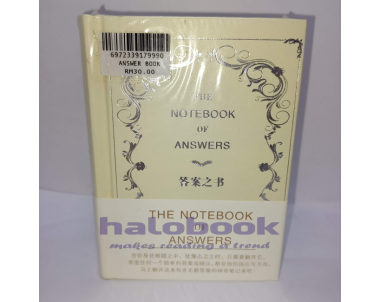 6972339179990
ANSWER BOOK
RM30.00
THE
NOTEBOOK
OF
ANSWERS
答案之书
halobook
makes reading a trend
THE NOTEBOOK
OF
ANSWERS